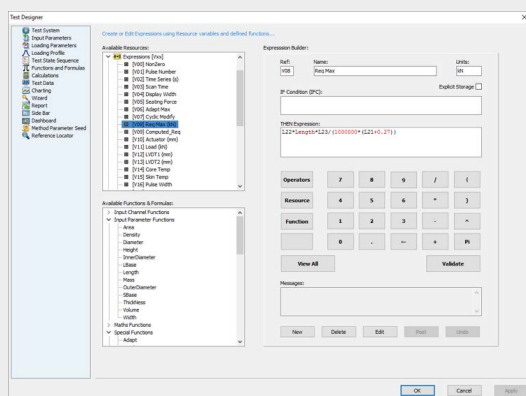 Test Designer
Test System
Input Parameters
Loading Parameters
Loading Profile
Test State Sequence
Functions and Formulas
Calculations
Test Data
Charting
Wizard
Report
Side Bar
Dashboard
Method Parameter Seed
Reference Locator
Create or Edit Expressions using Resource variables and defined functions...
Available Resources:
Expressions [Vxx]
[V00] NonZero
[V01] Pulse Number
[V02] Time Series (s)
[V03] Scan Time
[V04] Display Width
[V05] Seating Force
[V06] Adapt Max
[V07] Cyclic Modify
[V08] Req Max (kN)
[V09] Computed_Req
[V10] Actuator (mm)
[V11] Load (kN)
[V12] LVDT1 (mm)
[V13] LVDT2 (mm)
[V14] Core Temp
[V15] Skin Temp
[V16] Pulse Width
Available Functions & Formulas:
Input Channel Functions
Input Parameter Functions
Area
Density
Diameter
Height
InnerDiameter
LBase
Length
Mass
OuterDiameter
SBase
Thickness
Volume
Width
Maths Functions
Special Functions
Adapt
Expresssion Builder:
Ref: Name: Units:
V08 Req Max kN
IF Condition (IFC): Explicit Storage
THEN Expression:
L22*Length*L23/(1000000*(L21+0.27))
Operators 7 8 9 / (
Resource 4 5 6 * )
Function 1 2 3 - ^
0 . ← + Pi
View All Validate
Messages:
New Delete Edit Post Undo
OK Cancel Apply